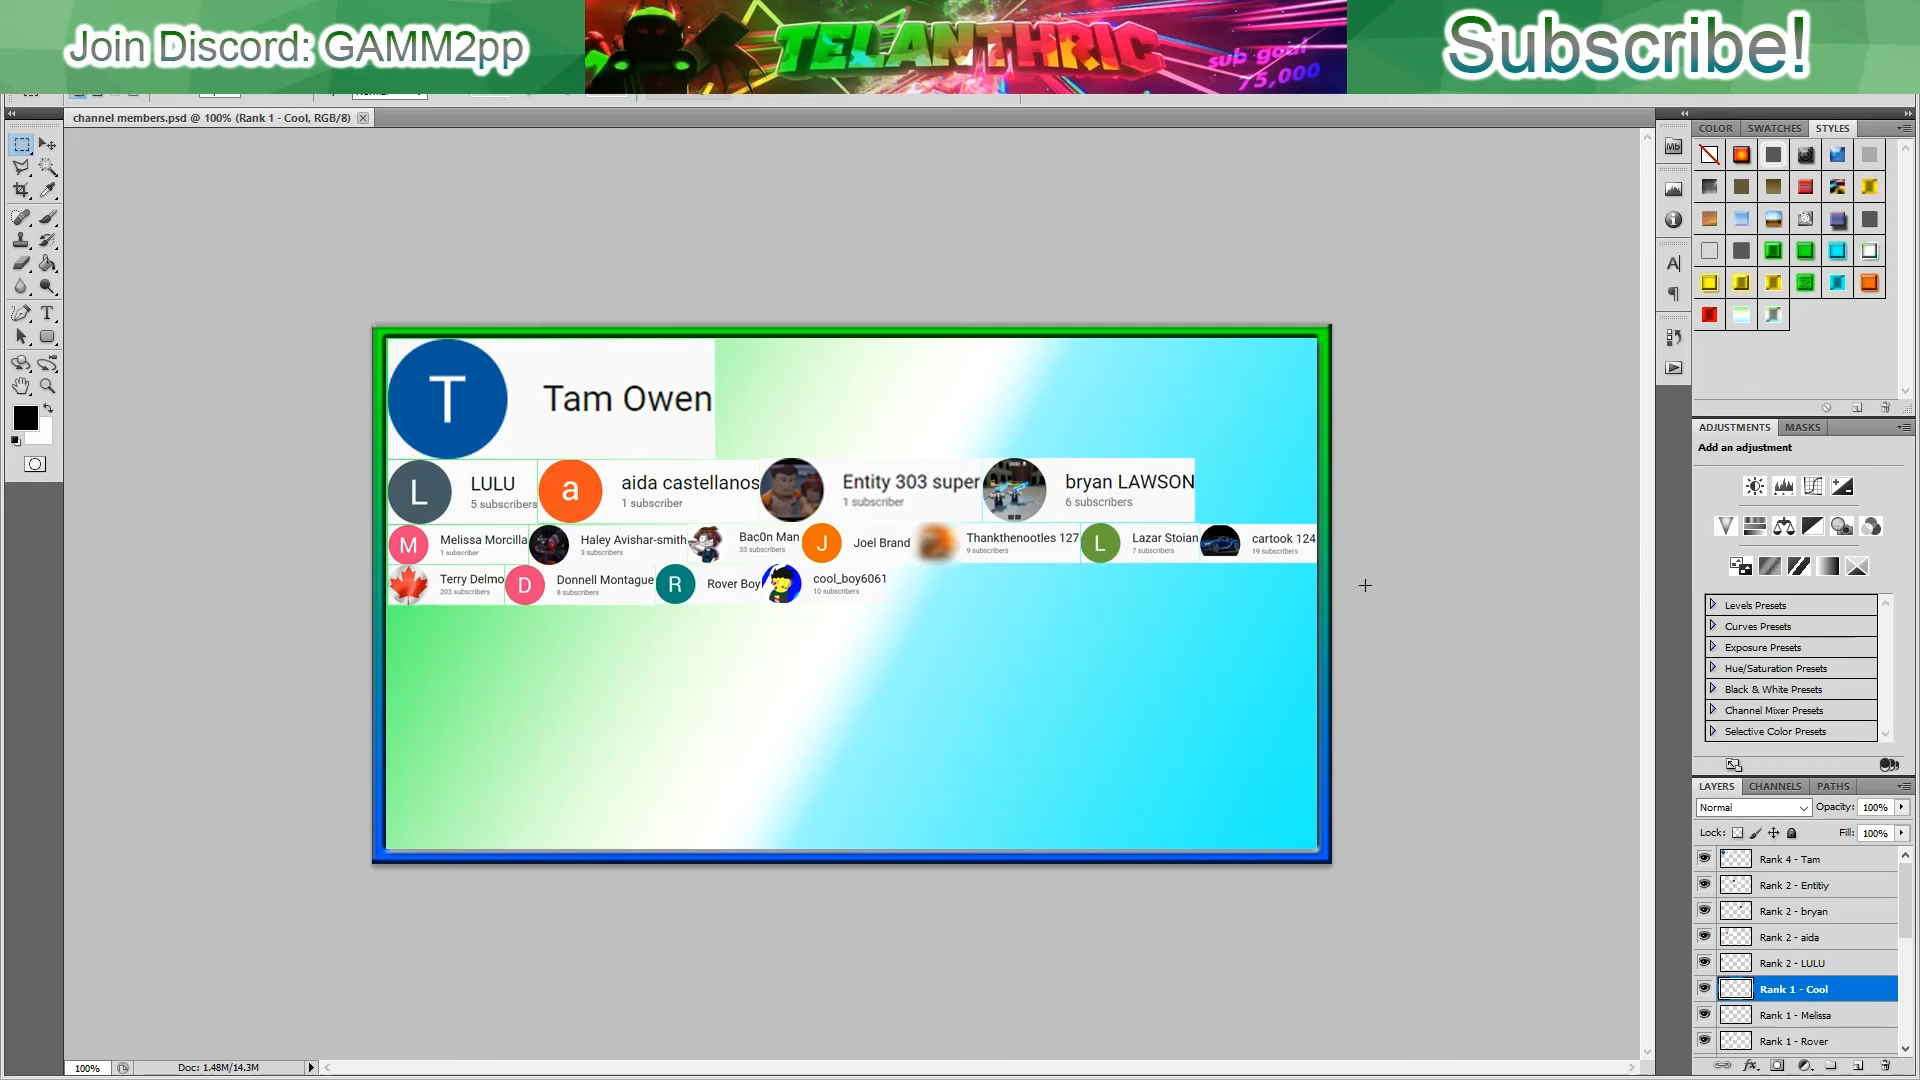 Join Discord: GAMM2pp
TELANTHRIC
sub goal
75,000
Subscribe!
channel members.psd @ 100% (Rank 1 - Cool, RGB/8)
COLOR SWATCHES STYLES
Mb
T
Tam Owen
L
LULU
5 subscribers
a
aida castellanos
1 subscriber
Entity 303 super
1 subscriber
bryan LAWSON
6 subscribers
M
Melissa Morcilla
1 subscriber
Haley Avishar-smith
3 subscribers
Bac0n Man
33 subscribers
J
Joel Brand
Thankthenootles 127
9 subscribers
L
Lazar Stoian
7 subscribers
cartook 124
19 subscribers
Terry Delmo
203 subscribers
D
Donnell Montague
8 subscribers
R
Rover Boy
cool_boy6061
10 subscribers
ADJUSTMENTS MASKS
Add an adjustment
Levels Presets
Curves Presets
Exposure Presets
Hue/Saturation Presets
Black & White Presets
Channel Mixer Presets
Selective Color Presets
LAYERS CHANNELS PATHS
Normal Opacity: 100%
Lock: Fill: 100%
Rank 4 - Tam
Rank 2 - Entitiy
Rank 2 - bryan
Rank 2 - aida
Rank 2 - LULU
Rank 1 - Cool
Rank 1 - Melissa
Rank 1 - Rover
100% Doc: 1.48M/14.3M